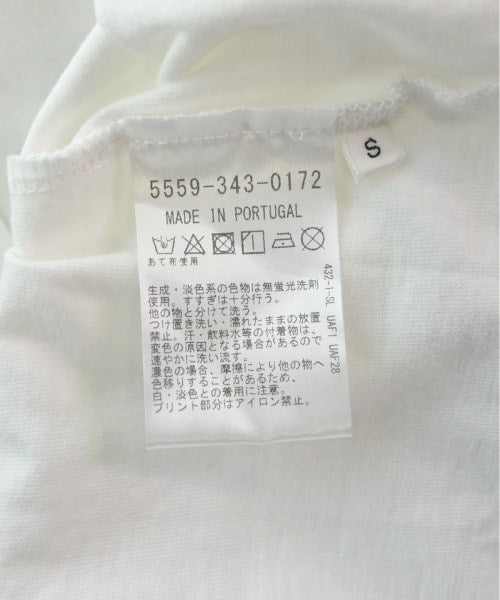 S
5559-343-0172
MADE IN PORTUGAL
あて布使用
生成・淡色系の色物は無蛍光洗剤
使用。すすぎは十分行う。
他の物と分けて洗う。
つけ置き洗い・濡れたままの放置
禁止。汗・飲料水等の付着物は、
変色の原因となる場合があるので
速やかに洗い流す。
濃色の場合、摩擦により他の物へ
色移りすることがあるため、
白・淡色との着用に注意。
プリント部分はアイロン禁止。
432-1-SL UAF1 UAF28